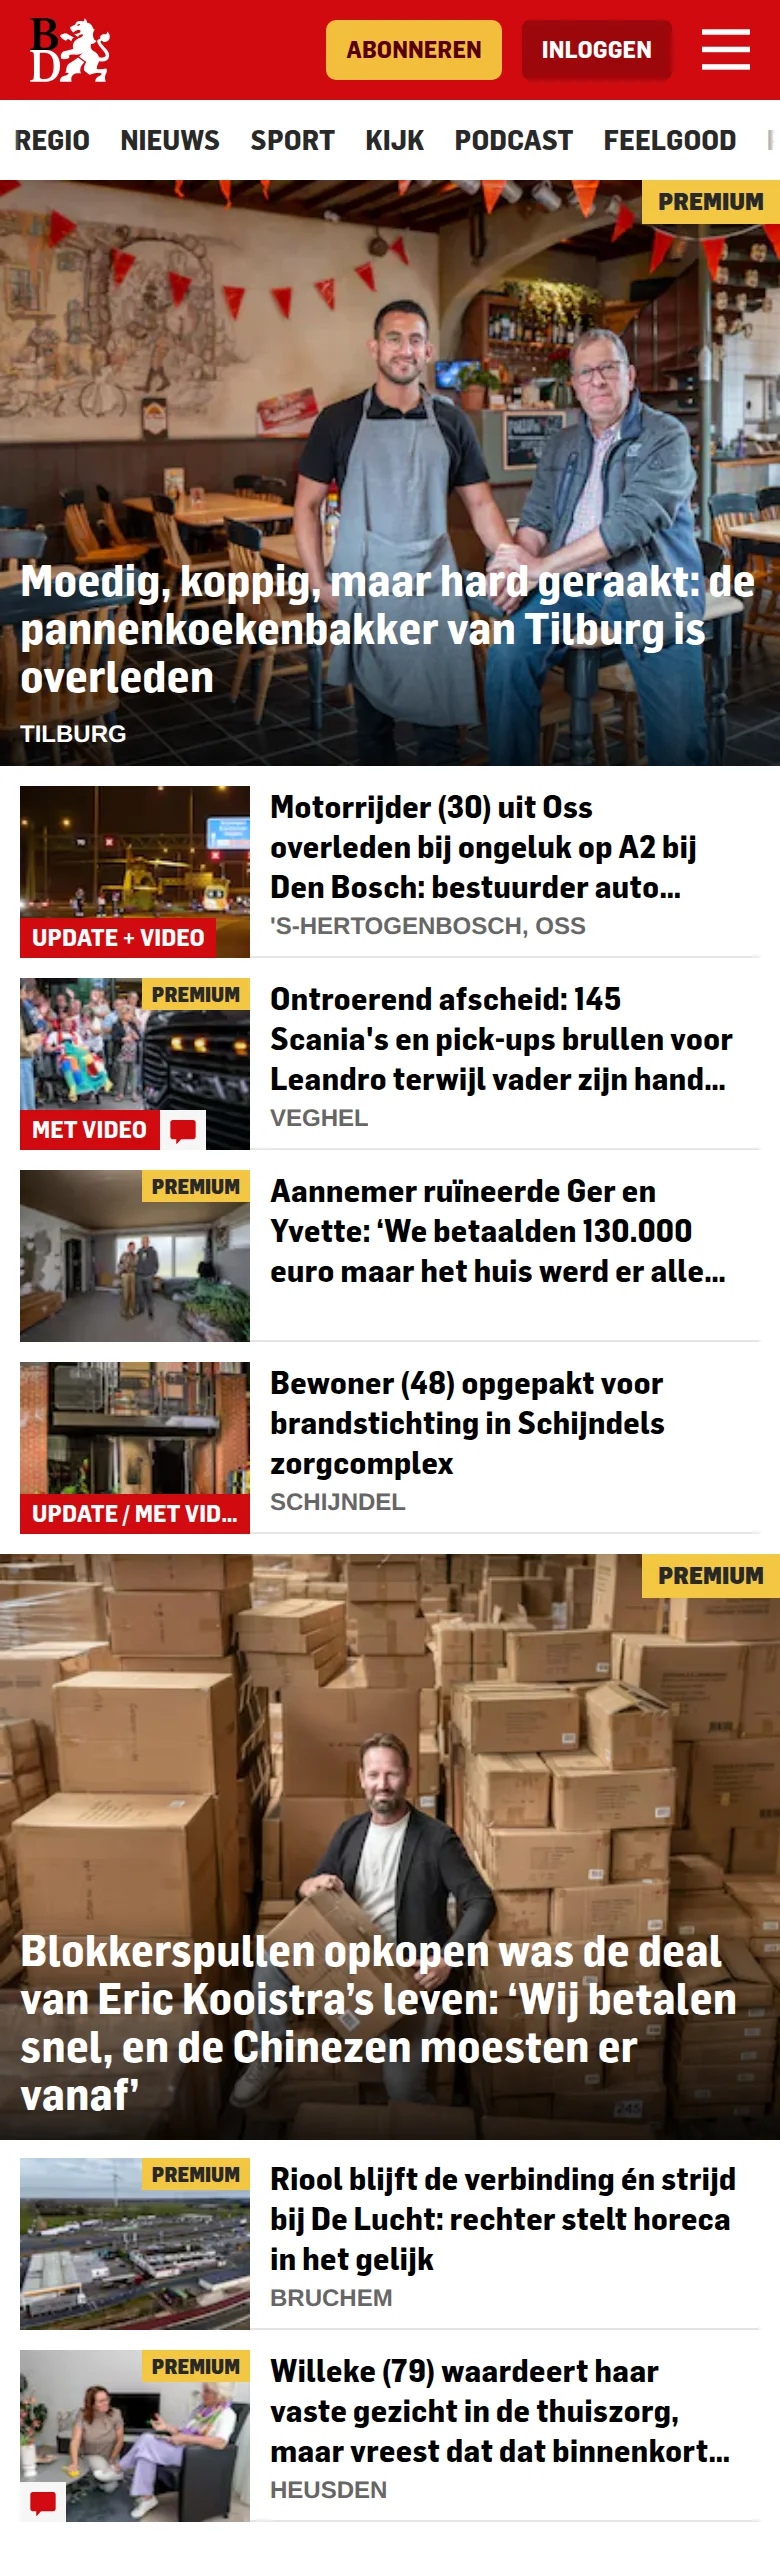 BD
ABONNEREN
INLOGGEN
REGIO NIEUWS SPORT KIJK PODCAST FEELGOOD
PREMIUM
Moedig, koppig, maar hard geraakt: de
pannenkoekenbakker van Tilburg is
overleden
TILBURG
UPDATE + VIDEO
Motorrijder (30) uit Oss
overleden bij ongeluk op A2 bij
Den Bosch: bestuurder auto...
'S-HERTOGENBOSCH, OSS
PREMIUM
MET VIDEO
Ontroerend afscheid: 145
Scania's en pick-ups brullen voor
Leandro terwijl vader zijn hand...
VEGHEL
PREMIUM
Aannemer ruïneerde Ger en
Yvette: ‘We betaalden 130.000
euro maar het huis werd er alle...
UPDATE / MET VID...
Bewoner (48) opgepakt voor
brandstichting in Schijndels
zorgcomplex
SCHIJNDEL
PREMIUM
Blokkerspullen opkopen was de deal
van Eric Kooistra’s leven: ‘Wij betalen
snel, en de Chinezen moesten er
vanaf’
PREMIUM
Riool blijft de verbinding én strijd
bij De Lucht: rechter stelt horeca
in het gelijk
BRUCHEM
PREMIUM
Willeke (79) waardeert haar
vaste gezicht in de thuiszorg,
maar vreest dat dat binnenkort...
HEUSDEN